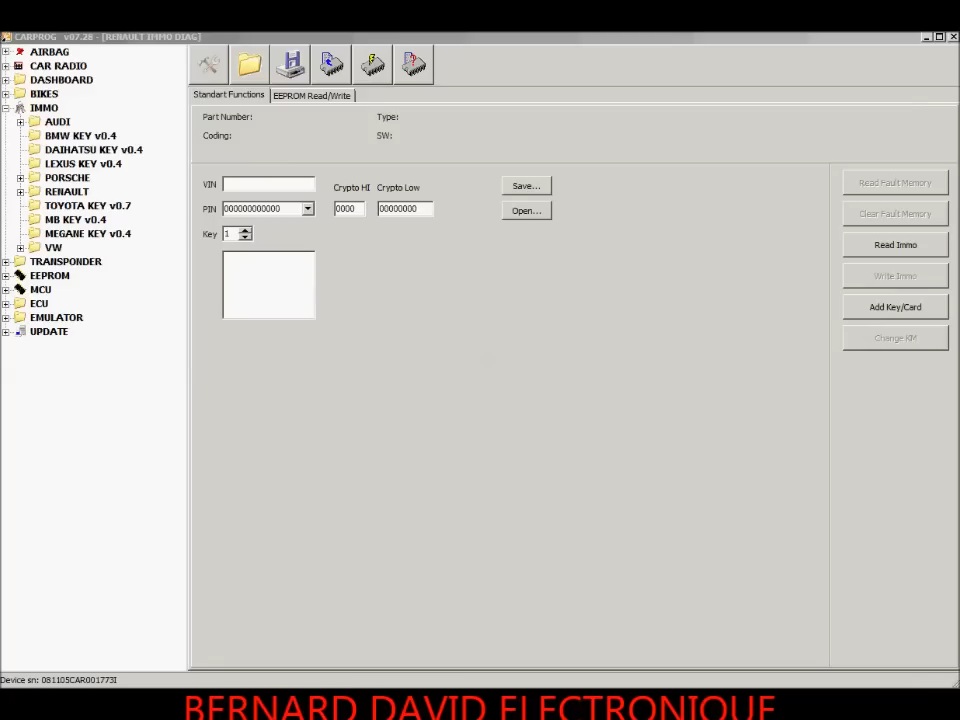 CARPROG v07.28 - [RENAULT IMMO DIAG]
AIRBAG
CAR RADIO
DASHBOARD
BIKES
IMMO
AUDI
BMW KEY v0.4
DAIHATSU KEY v0.4
LEXUS KEY v0.4
PORSCHE
RENAULT
TOYOTA KEY v0.7
MB KEY v0.4
MEGANE KEY v0.4
VW
TRANSPONDER
EEPROM
MCU
ECU
EMULATOR
UPDATE
Standart Functions
EEPROM Read/Write
Part Number:
Type:
Coding:
SW:
VIN
Crypto HI
Crypto Low
Save...
PIN
000000000000
0000
00000000
Open...
Key
1
Read Fault Memory
Clear Fault Memory
Read Immo
Write Immo
Add Key/Card
Change KM
Device sn: 081105CAR001773I
BERNARD DAVID ELECTRONIQUE